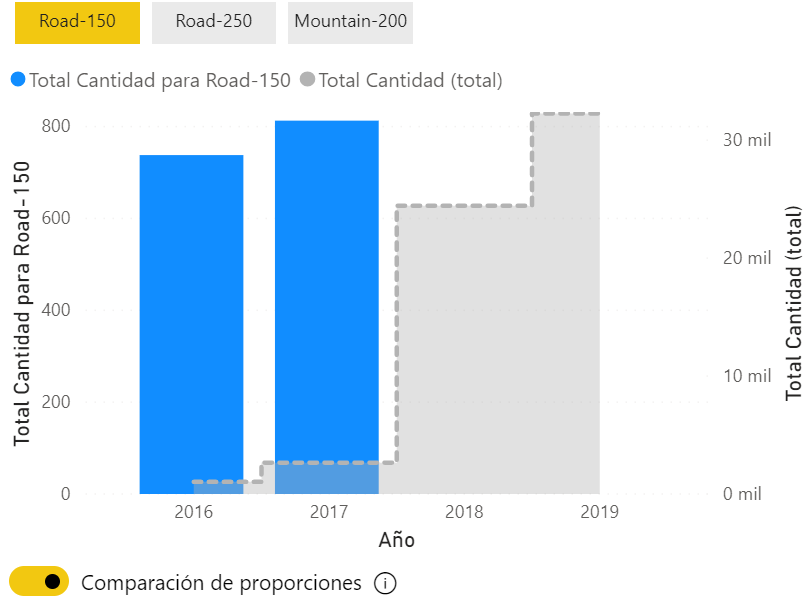 Road-150
Road-250
Mountain-200
Total Cantidad para Road-150
Total Cantidad (total)
Total Cantidad para Road-150
800
600
400
200
0
30 mil
20 mil
10 mil
0 mil
Total Cantidad (total)
2016
2017
2018
2019
Año
Comparación de proporciones